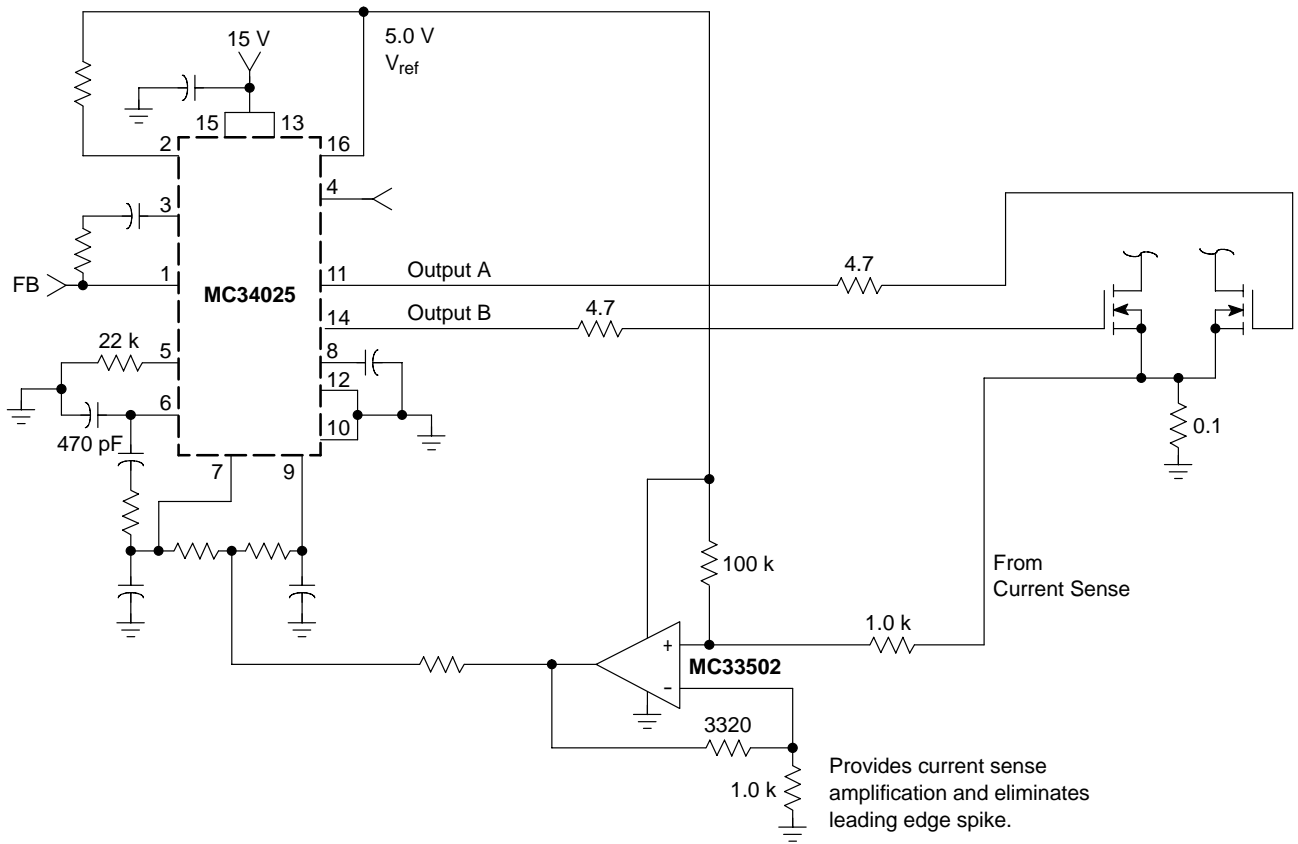 15 V
5.0 V
Vref
15
13
2
16
4
3
FB
1
MC34025
11
Output A
4.7
14
Output B
4.7
22 k
5
8
12
6
10
470 pF
7
9
0.1
100 k
From
Current Sense
1.0 k
+
MC33502
-
3320
1.0 k
Provides current sense
amplification and eliminates
leading edge spike.